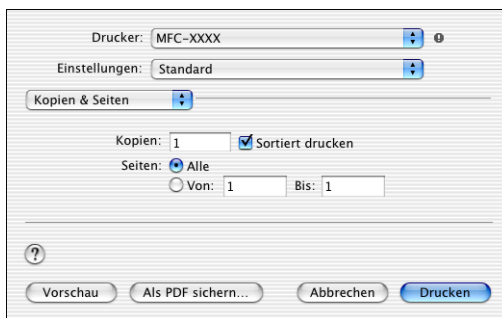 Drucker: MFC-XXXX
Einstellungen: Standard
Kopien & Seiten
Kopien: 1 Sortiert drucken
Seiten: Alle
Von: 1 Bis: 1
?
Vorschau Als PDF sichern... Abbrechen Drucken